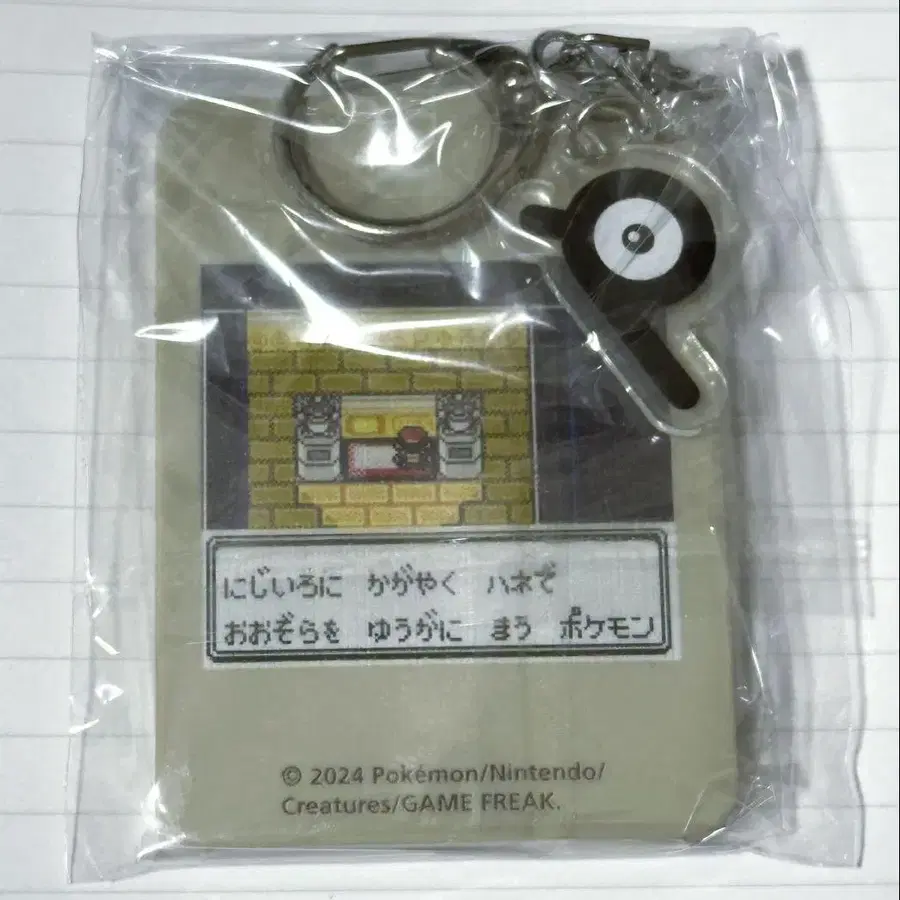 にじいろに かがやく ハネで
おおぞらを ゆうがに まう ポケモン
© 2024 Pokémon/Nintendo/
Creatures/GAME FREAK.